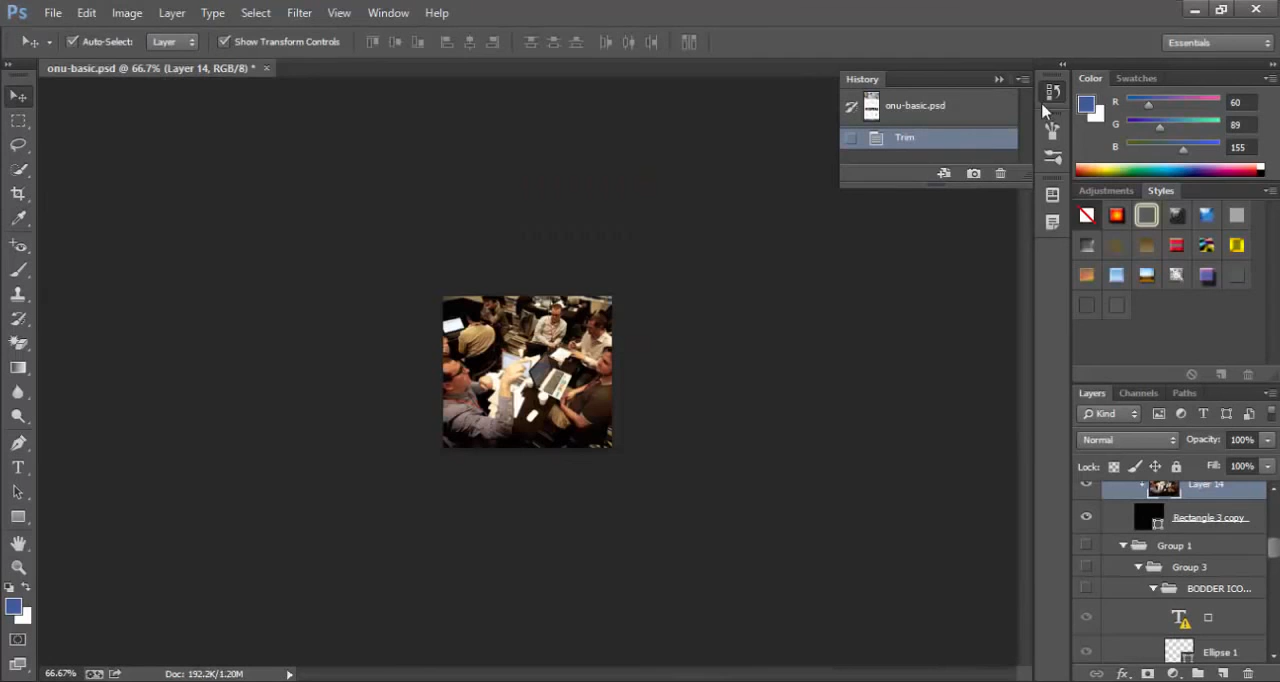 Ps File Edit Image Layer Type Select Filter View Window Help
Auto-Select: Layer Show Transform Controls Essentials
onu-basic.psd @ 66.7% (Layer 14, RGB/8) * ×
History
onu-basic.psd
Trim
Color Swatches
R 60
G 89
B 155
Adjustments Styles
Layers Channels Paths
Kind
Normal Opacity: 100%
Lock: Fill: 100%
Layer 14
Rectangle 3 copy
Group 1
Group 3
BODDER ICO...
T
Ellipse 1
66.67% Doc: 192.2K/1.20M